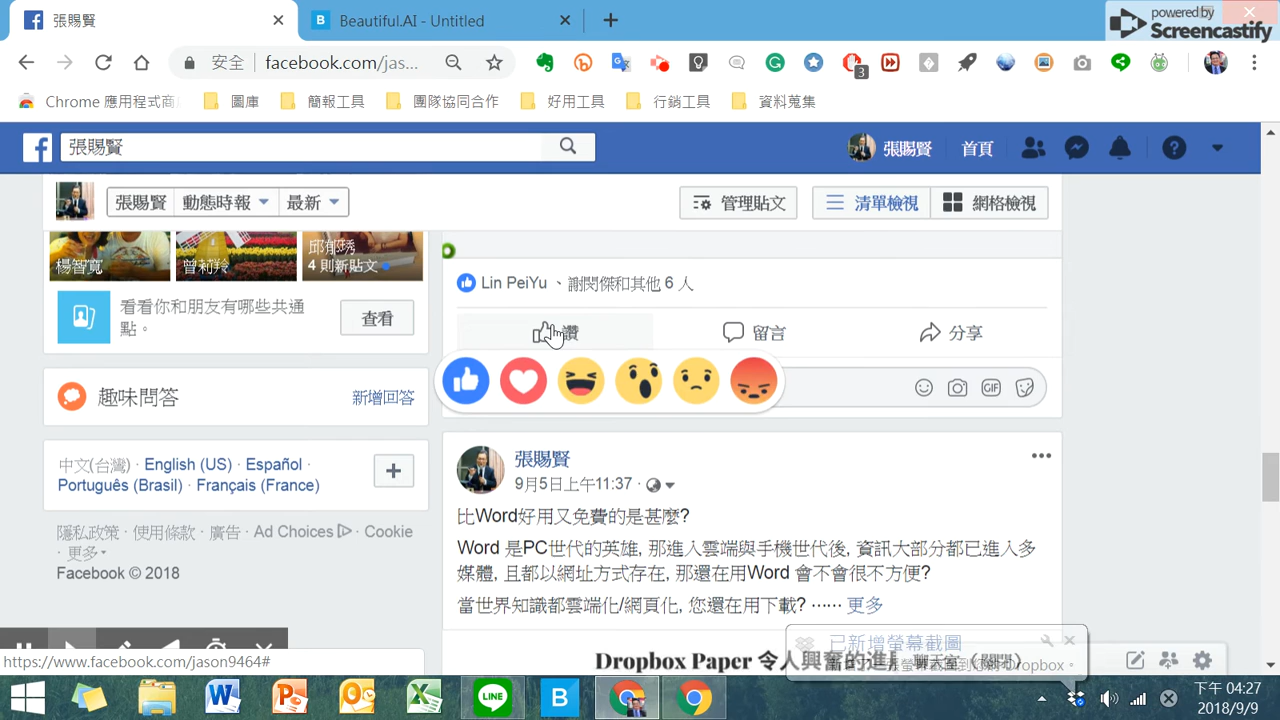 張賜賢
Beautiful.AI - Untitled
powered by
Screencastify
安全
facebook.com/jas...
3
Chrome 應用程式商
圖庫
簡報工具
團隊協同合作
好用工具
行銷工具
資料蒐集
張賜賢
張賜賢
首頁
張賜賢
動態時報
最新
管理貼文
清單檢視
網格檢視
楊智寬
曾莉羚
邱郁琇
4 則新貼文
Lin PeiYu、謝閔傑和其他 6 人
看看你和朋友有哪些共通
點。
查看
讚
留言
分享
GIF
趣味問答
新增回答
中文(台灣) · English (US) · Español ·
Português (Brasil) · Français (France)
張賜賢
9月5日上午11:37 ·
比Word好用又免費的是甚麼?
隱私政策 · 使用條款 · 廣告 · Ad Choices · Cookie
· 更多
Facebook © 2018
Word 是PC世代的英雄, 那進入雲端與手機世代後, 資訊大部分都已進入多
媒體, 且都以網址方式存在, 那還在用Word 會不會很不方便?
當世界知識都雲端化/網頁化, 您還在用下載? ...... 更多
已新增螢幕截圖
Dropbox。
Dropbox Paper 令人興奮的進
聊天室
https://www.facebook.com/jason9464#
LINE
下午 04:27
2018/9/9